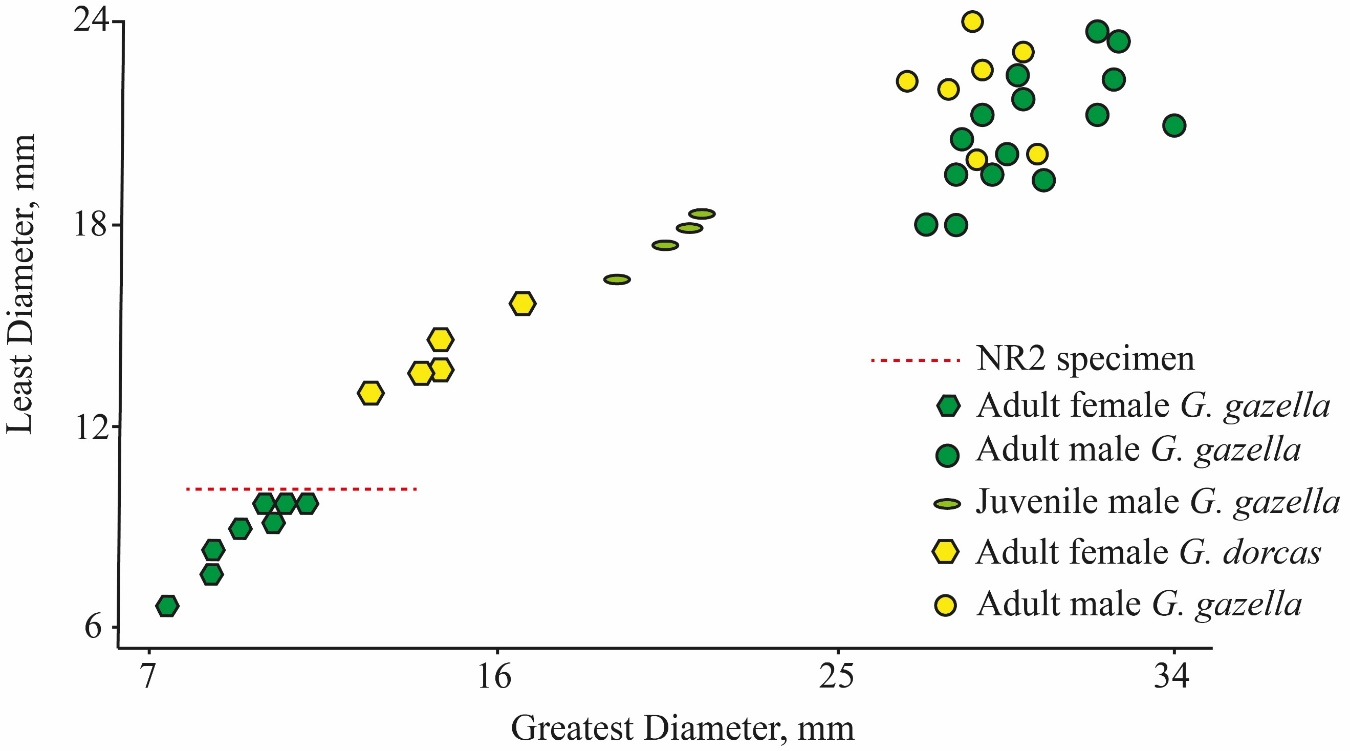 24
18
12
6
Least Diameter, mm
NR2 specimen
Adult female G. gazella
Adult male G. gazella
Juvenile male G. gazella
Adult female G. dorcas
Adult male G. gazella
7 16 25 34
Greatest Diameter, mm